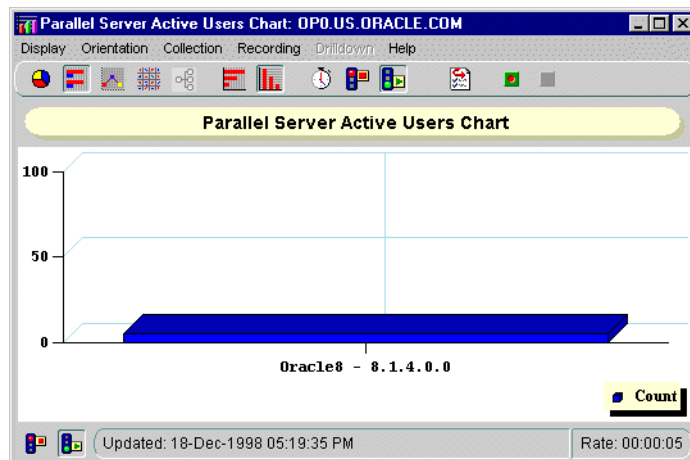 Parallel Server Active Users Chart: OP0.US.ORACLE.COM
Display Orientation Collection Recording Drilldown Help
Parallel Server Active Users Chart
100
50
0
Oracle8 - 8.1.4.0.0
Count
Updated: 18-Dec-1998 05:19:35 PM
Rate: 00:00:05